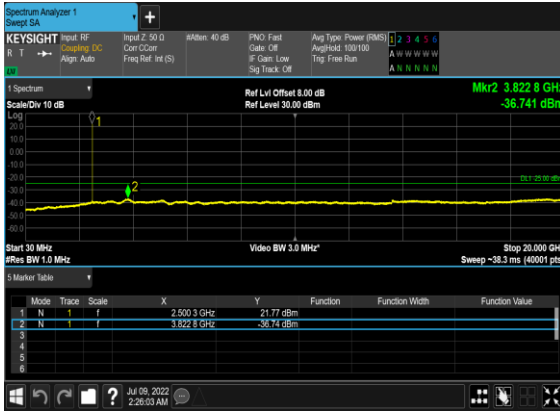 Spectrum Analyzer 1
Swept SA
+
KEYSIGHT Input: RF Input Z: 50 Ω #Atten: 40 dB PNO: Fast Avg Type: Power (RMS) 1 2 3 4 5 6
R T Coupling: DC Corr CCorr Gate: Off Avg|Hold: 100/100 A W W W W W
Align: Auto Freq Ref: Int (S) IF Gain: Low Trig: Free Run
LV Sig Track: Off A N N N N N
1 Spectrum Ref Lvl Offset 8.00 dB Mkr2 3.822 8 GHz
Scale/Div 10 dB Ref Level 30.00 dBm -36.741 dBm
Log
20.0
10.0
0.00
-10.0
-20.0
-30.0
-40.0
-50.0
-60.0
1
2
DL1 -25.00 dBm
Start 30 MHz Video BW 3.0 MHz* Stop 20.000 GH
#Res BW 1.0 MHz Sweep ~38.3 ms (40001 pts
5 Marker Table
Mode Trace Scale X Y Function Function Width Function Value
1 N 1 f 2.500 3 GHz 21.77 dBm
2 N 1 f 3.822 8 GHz -36.74 dBm
3
4
5
6
? Jul 09, 2022
2:26:03 AM